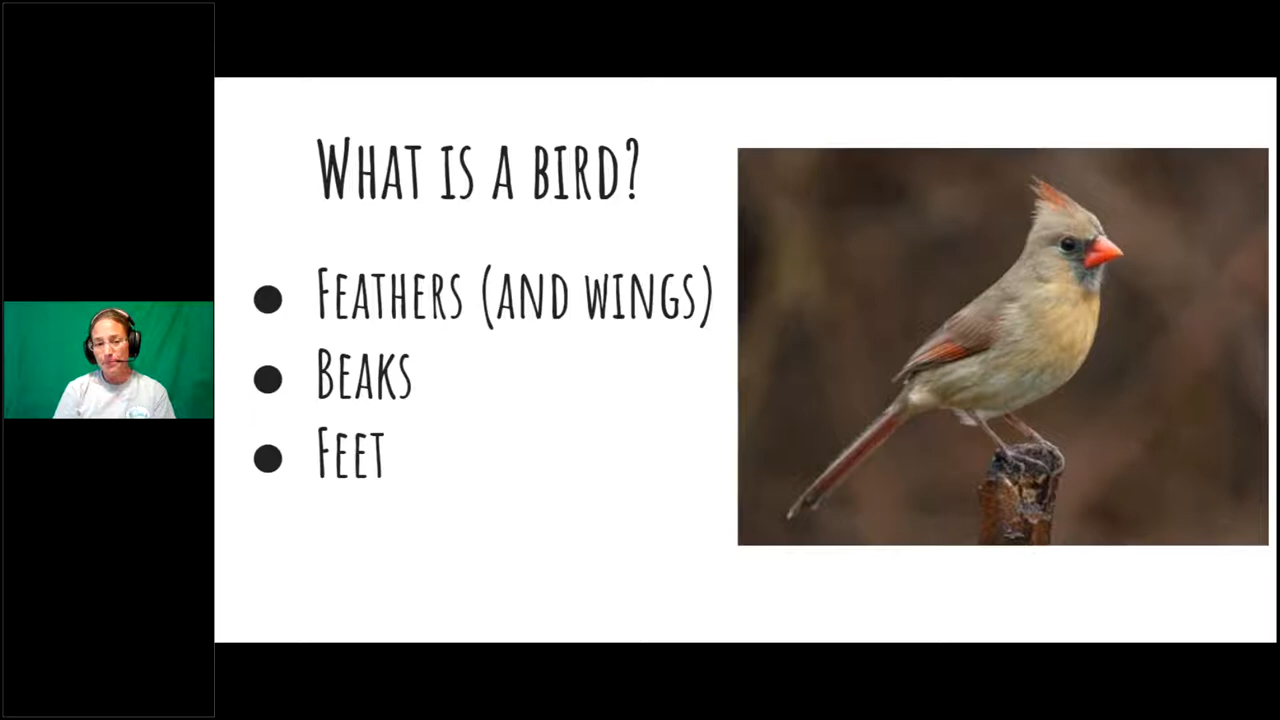 What is a bird?
● Feathers (and wings)
● Beaks
● Feet